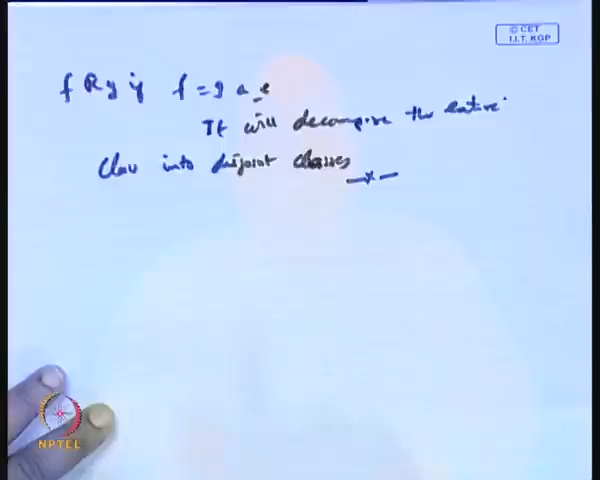 © CET
I.I.T. KGP
f R g if f = g a.e
It will decompose the entire
class into disjoint classes
NPTEL